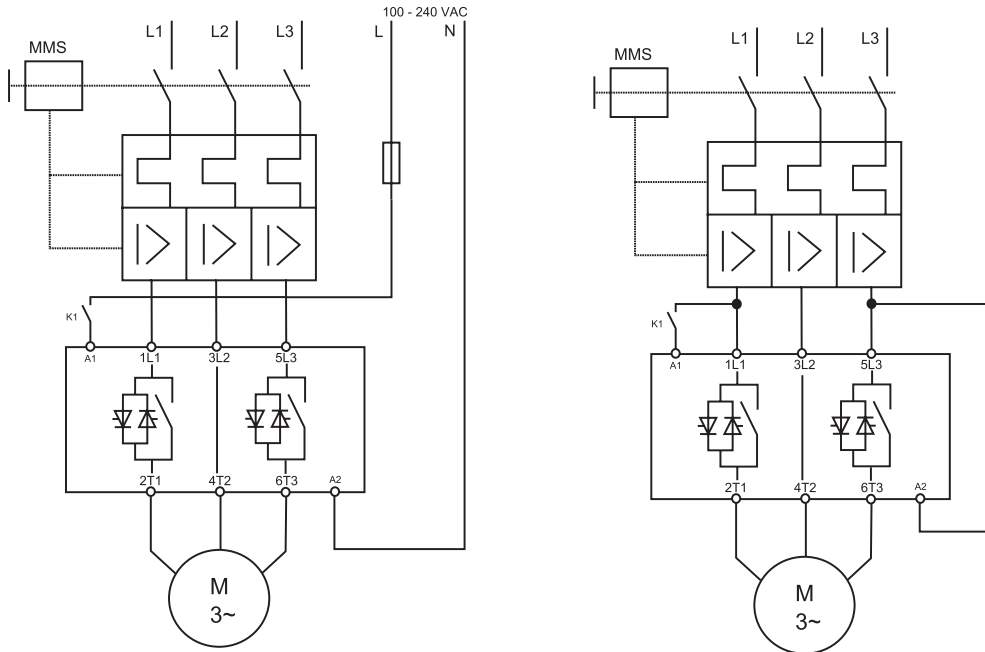 100 - 240 VAC
L1 L2 L3 L N
MMS
K1
A1 1L1 3L2 5L3
2T1 4T2 6T3 A2
M
3~
L1 L2 L3
MMS
K1
A1 1L1 3L2 5L3
2T1 4T2 6T3 A2
M
3~